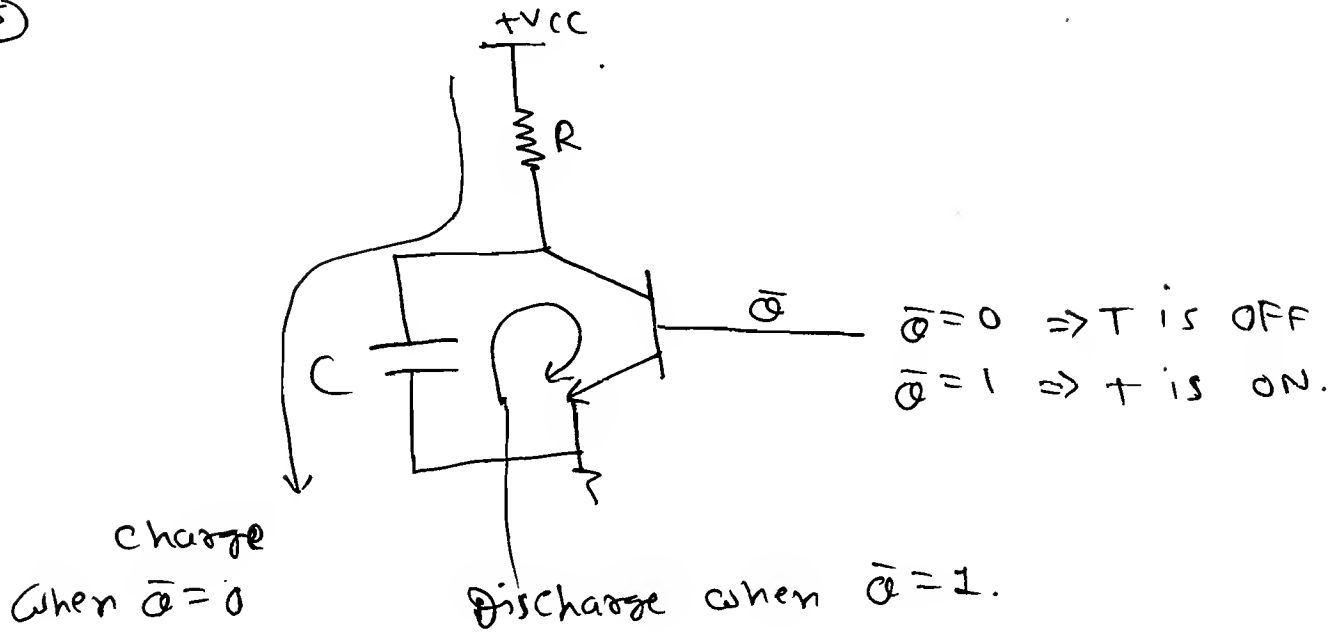 +VCC
R
C
Q̅
Q̅=0 => T is OFF
Q̅=1 => t is ON.
charge
when Q̅=0
Discharge when Q̅=1.